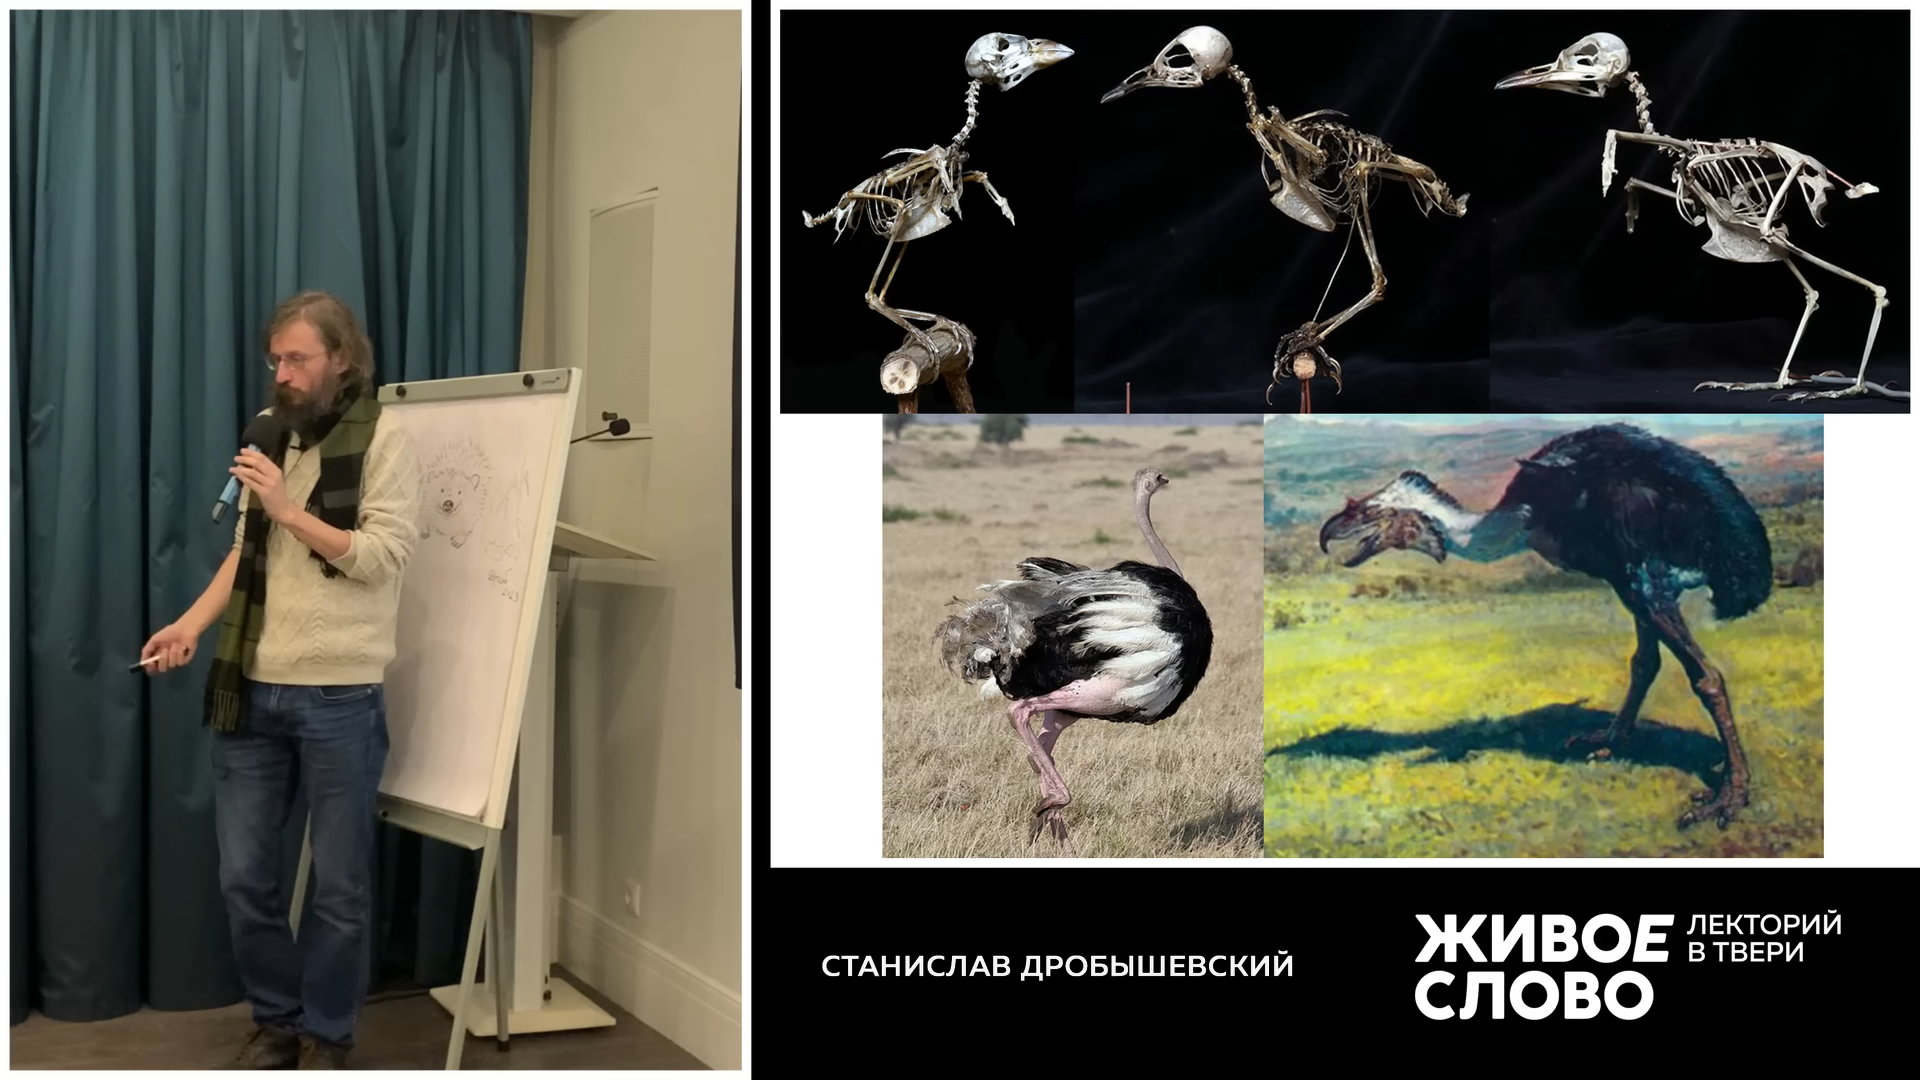 СТАНИСЛАВ ДРОБЫШЕВСКИЙ
ЖИВОЕ
СЛОВО
ЛЕКТОРИЙ
В ТВЕРИ